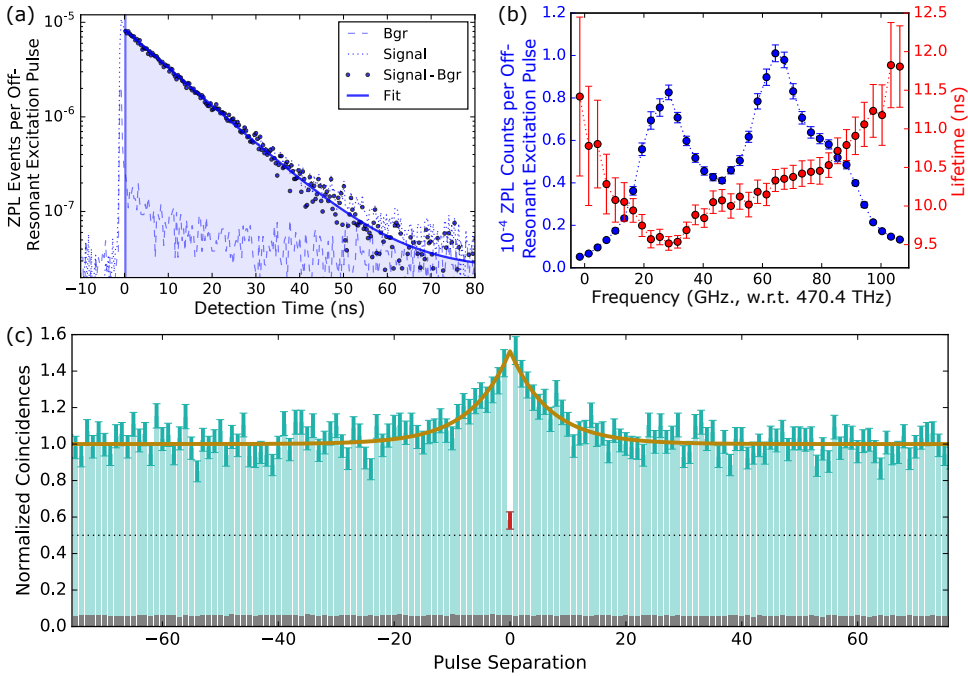 (a)
10⁻⁵
10⁻⁶
10⁻⁷
ZPL Events per Off-
Resonant Excitation Pulse
Bgr
Signal
Signal-Bgr
Fit
−10 0 10 20 30 40 50 60 70 80
Detection Time (ns)
(b)
1.2
1.0
0.8
0.6
0.4
0.2
0.0
10⁻⁴ ZPL Counts per Off-
Resonant Excitation Pulse
12.5
12.0
11.5
11.0
10.5
10.0
9.5
Lifetime (ns)
0 20 40 60 80 100
Frequency (GHz., w.r.t. 470.4 THz)
(c)
1.6
1.4
1.2
1.0
0.8
0.6
0.4
0.2
0.0
Normalized Coincidences
−60 −40 −20 0 20 40 60
Pulse Separation